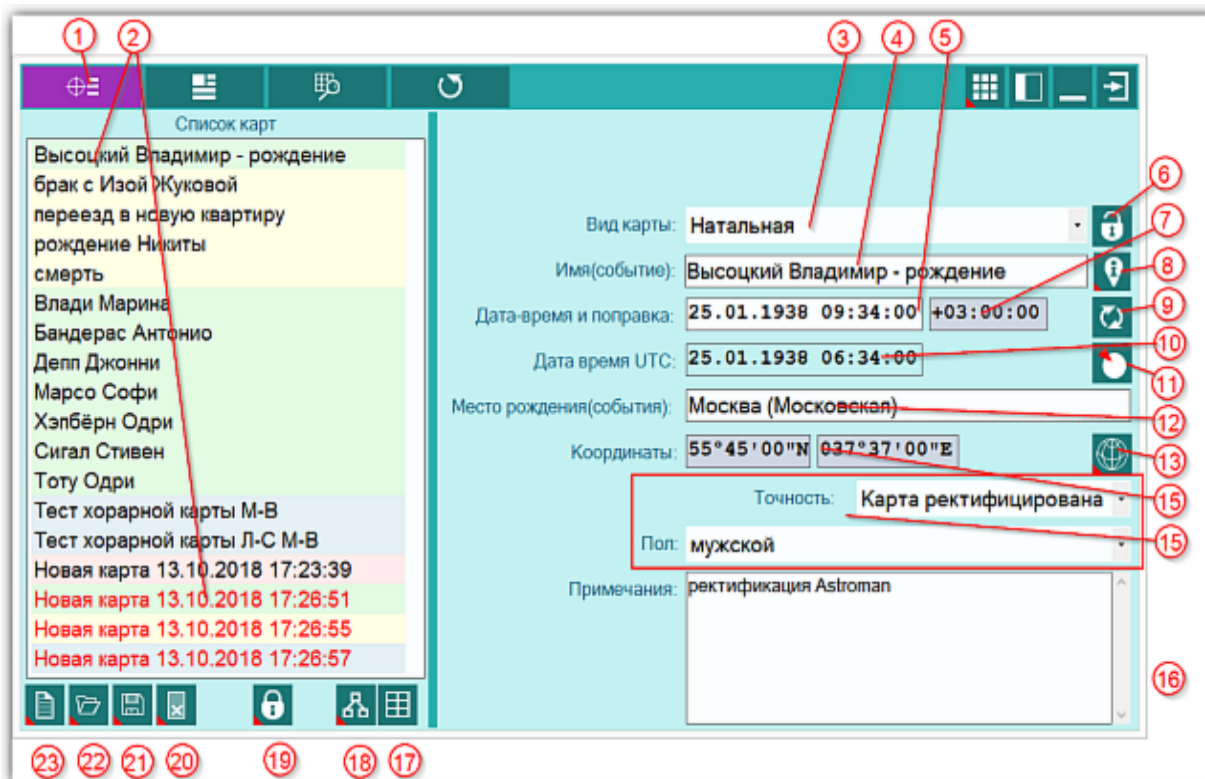 1 2 3 4 5
Список карт
Высоцкий Владимир - рождение
брак с Изой Жуковой
переезд в новую квартиру
рождение Никиты
смерть
Влади Марина
Бандерас Антонио
Депп Джонни
Марсо Софи
Хэпбёрн Одри
Сигал Стивен
Тоту Одри
Тест хорарной карты М-В
Тест хорарной карты Л-С М-В
Новая карта 13.10.2018 17:23:39
Новая карта 13.10.2018 17:26:51
Новая карта 13.10.2018 17:26:55
Новая карта 13.10.2018 17:26:57
Вид карты: Натальная
6
7
Имя(событие): Высоцкий Владимир - рождение
8
Дата-время и поправка: 25.01.1938 09:34:00 +03:00:00
9
Дата время UTC: 25.01.1938 06:34:00
10
11
Место рождения(события): Москва (Московская)
12
Координаты: 55°45'00"N 037°37'00"E
13
15
Точность: Карта ректифицирована
15
Пол: мужской
Примечания: ректификация Astroman
16
23 22 21 20 19 18 17